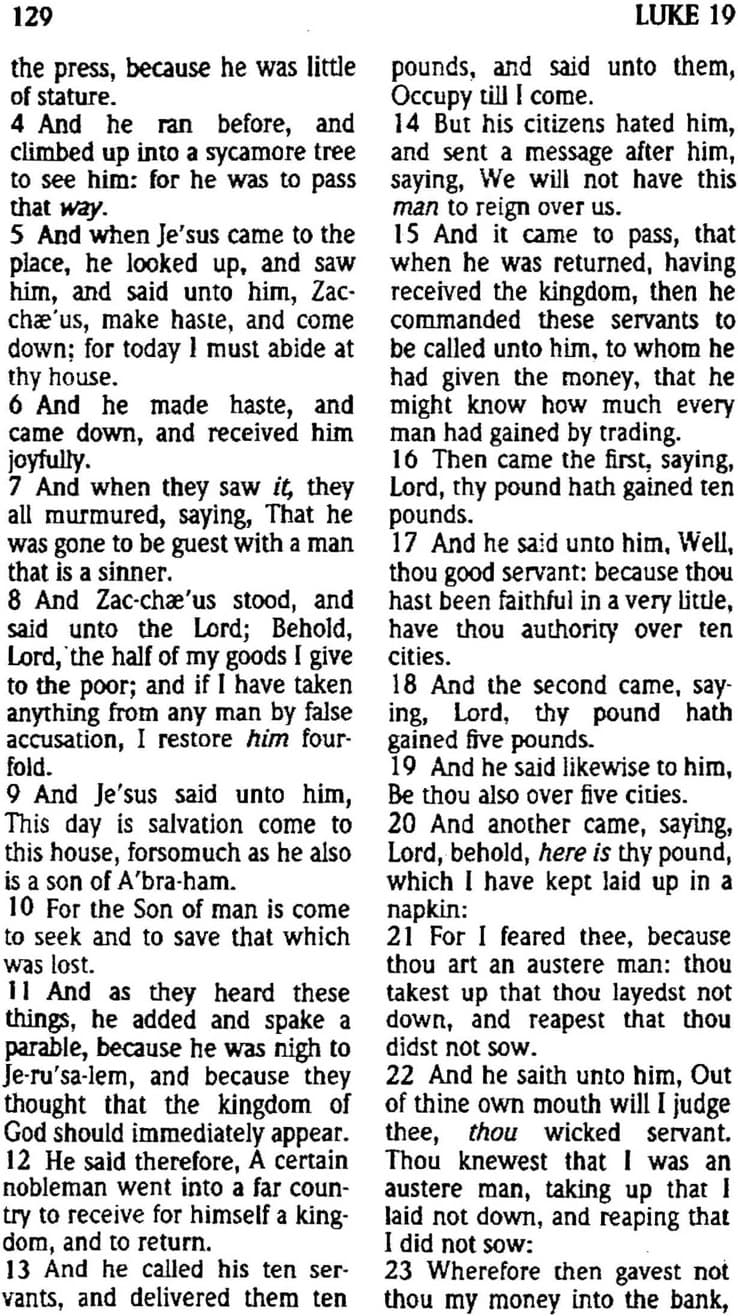 129
LUKE 19
the press, because he was little
of stature.
4 And he ran before, and
climbed up into a sycamore tree
to see him: for he was to pass
that way.
5 And when Je'sus came to the
place, he looked up, and saw
him, and said unto him, Zac-
chæ'us, make haste, and come
down; for today I must abide at
thy house.
6 And he made haste, and
came down, and received him
joyfully.
7 And when they saw it, they
all murmured, saying, That he
was gone to be guest with a man
that is a sinner.
8 And Zac-chæ'us stood, and
said unto the Lord; Behold,
Lord, the half of my goods I give
to the poor; and if I have taken
anything from any man by false
accusation, I restore him four-
fold.
9 And Je'sus said unto him,
This day is salvation come to
this house, forsomuch as he also
is a son of A'bra-ham.
10 For the Son of man is come
to seek and to save that which
was lost.
11 And as they heard these
things, he added and spake a
parable, because he was nigh to
Je-ru'sa-lem, and because they
thought that the kingdom of
God should immediately appear.
12 He said therefore, A certain
nobleman went into a far coun-
try to receive for himself a king-
dom, and to return.
13 And he called his ten ser-
vants, and delivered them ten
pounds, and said unto them,
Occupy till I come.
14 But his citizens hated him,
and sent a message after him,
saying, We will not have this
man to reign over us.
15 And it came to pass, that
when he was returned, having
received the kingdom, then he
commanded these servants to
be called unto him, to whom he
had given the money, that he
might know how much every
man had gained by trading.
16 Then came the first, saying,
Lord, thy pound hath gained ten
pounds.
17 And he said unto him, Well,
thou good servant: because thou
hast been faithful in a very little,
have thou authority over ten
cities.
18 And the second came, say-
ing, Lord, thy pound hath
gained five pounds.
19 And he said likewise to him,
Be thou also over five cities.
20 And another came, saying,
Lord, behold, here is thy pound,
which I have kept laid up in a
napkin:
21 For I feared thee, because
thou art an austere man: thou
takest up that thou layedst not
down, and reapest that thou
didst not sow.
22 And he saith unto him, Out
of thine own mouth will I judge
thee, thou wicked servant.
Thou knewest that I was an
austere man, taking up that I
laid not down, and reaping that
I did not sow:
23 Wherefore then gavest not
thou my money into the bank,